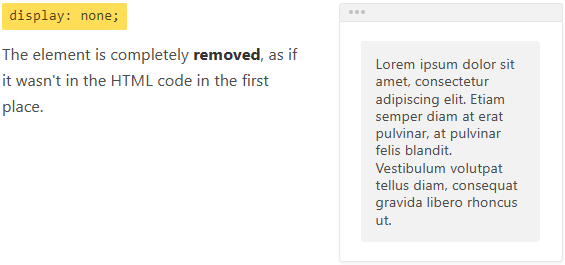 display: none;
The element is completely removed, as if
it wasn't in the HTML code in the first
place.
Lorem ipsum dolor sit
amet, consectetur
adipiscing elit. Etiam
semper diam at erat
pulvinar, at pulvinar
felis blandit.
Vestibulum volutpat
tellus diam, consequat
gravida libero rhoncus
ut.